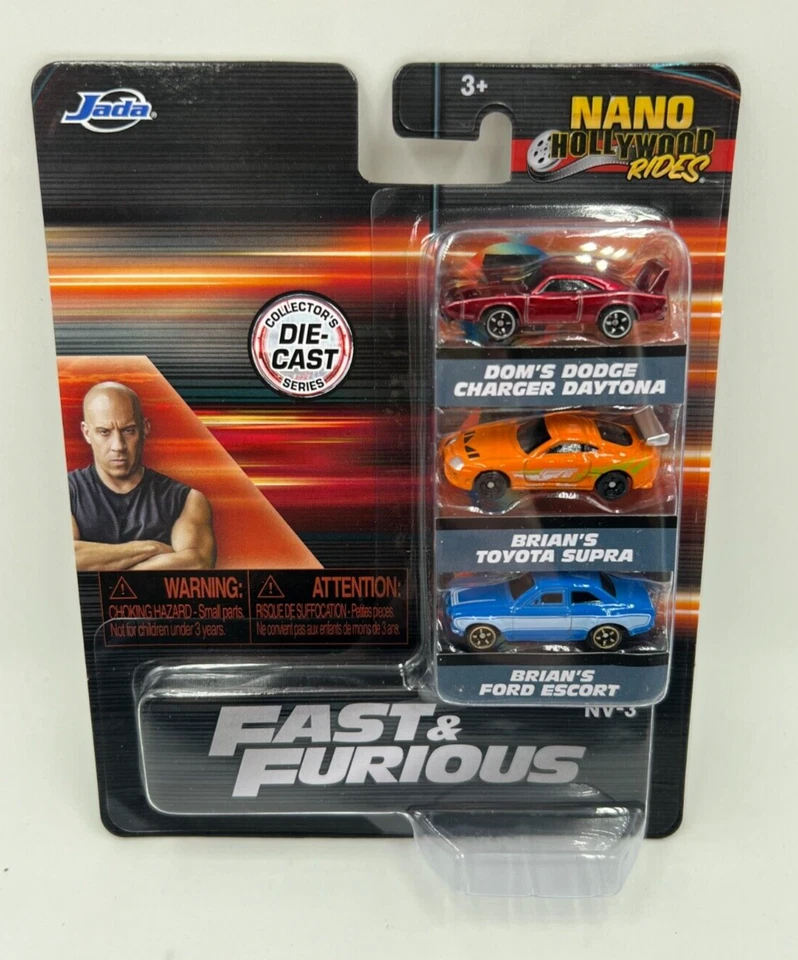 Jada
3+
NANO
HOLLYWOOD
RIDES
COLLECTOR'S
DIE-
CAST
SERIES
DOM'S DODGE
CHARGER DAYTONA
BRIAN'S
TOYOTA SUPRA
BRIAN'S
FORD ESCORT
NV-3
WARNING:
CHOKING HAZARD - Small parts.
Not for children under 3 years.
ATTENTION:
RISQUE DE SUFFOCATION - Petites pieces.
Ne convient pas aux enfants de moins de 3 ans.
FAST &
FURIOUS